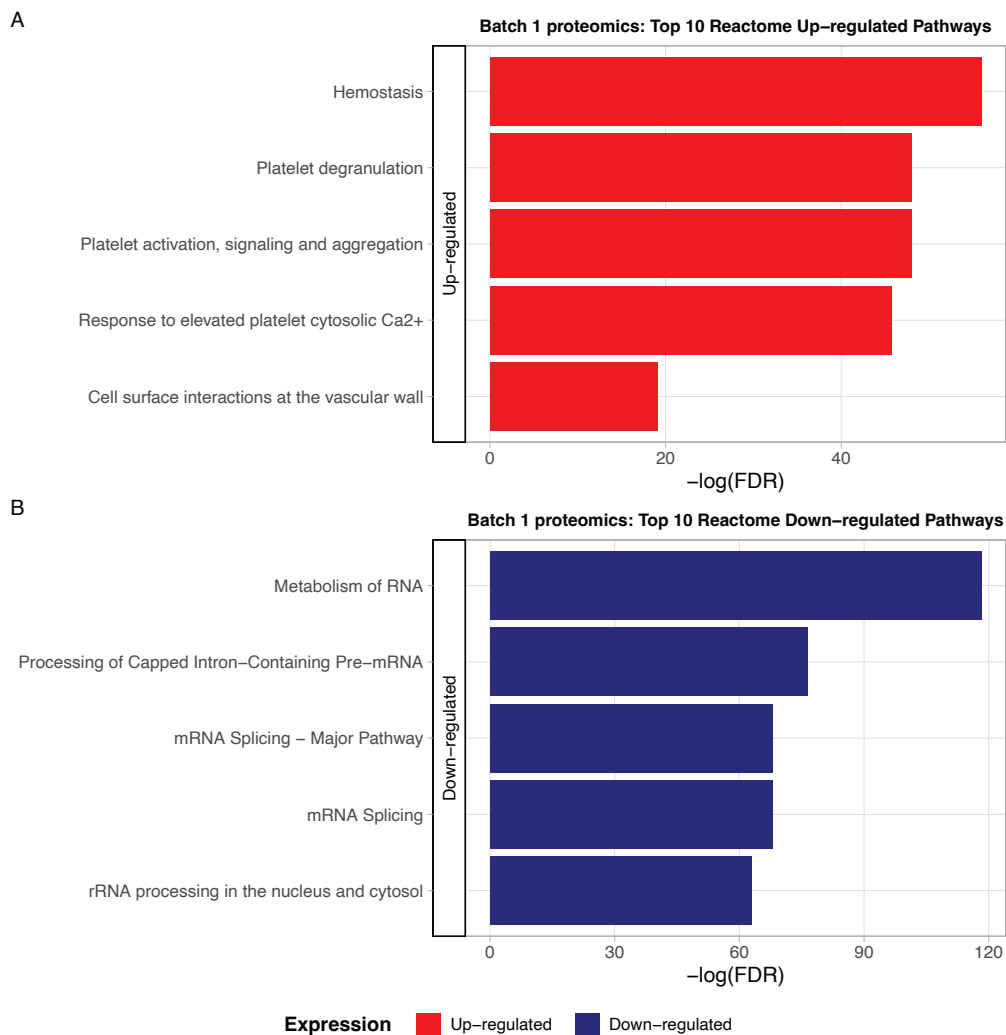 A
Batch 1 proteomics: Top 10 Reactome Up−regulated Pathways
Hemostasis
Platelet degranulation
Platelet activation, signaling and aggregation
Response to elevated platelet cytosolic Ca2+
Cell surface interactions at the vascular wall
Up−regulated
0 20 40
−log(FDR)
B
Batch 1 proteomics: Top 10 Reactome Down−regulated Pathways
Metabolism of RNA
Processing of Capped Intron−Containing Pre−mRNA
mRNA Splicing − Major Pathway
mRNA Splicing
rRNA processing in the nucleus and cytosol
Down−regulated
0 30 60 90 120
−log(FDR)
Expression Up−regulated Down−regulated